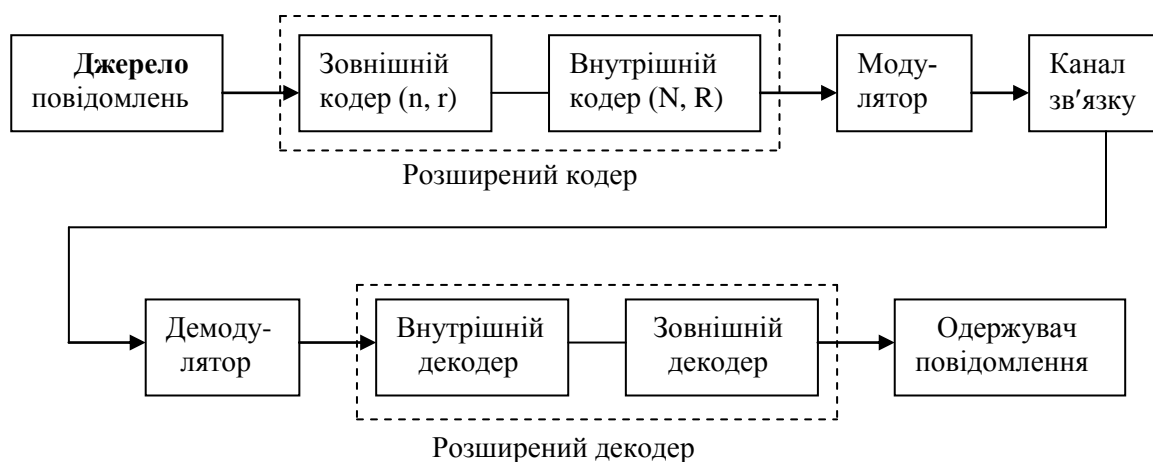 Джерело
повідомлень
Зовнішній
кодер (n, r)
Внутрішній
кодер (N, R)
Моду-
лятор
Канал
зв′язку
Розширений кодер
Демоду-
лятор
Внутрішній
декодер
Зовнішній
декодер
Одержувач
повідомлення
Розширений декодер